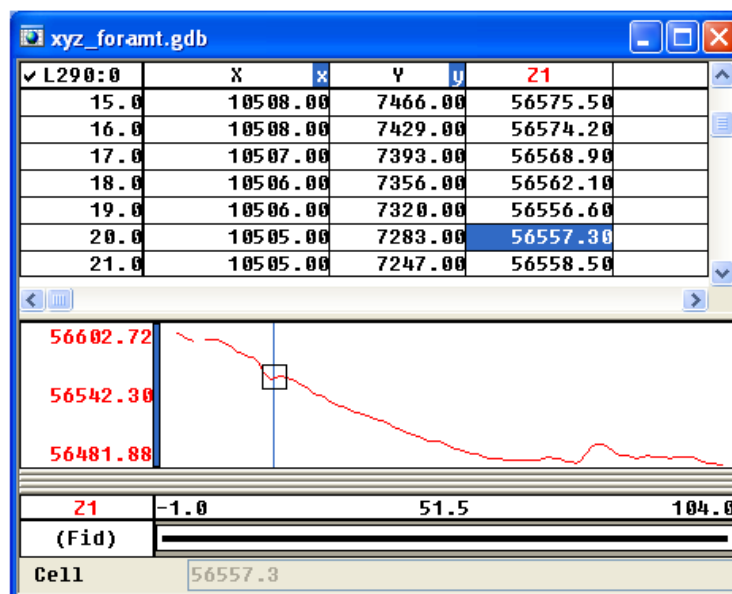 xyz_foramt.gdb
✓ L290:0 X x Y y Z1
15.0 10508.00 7466.00 56575.50
16.0 10508.00 7429.00 56574.20
17.0 10507.00 7393.00 56568.90
18.0 10506.00 7356.00 56562.10
19.0 10506.00 7320.00 56556.60
20.0 10505.00 7283.00 56557.30
21.0 10505.00 7247.00 56558.50
56602.72
56542.30
56481.88
Z1 -1.0 51.5 104.0
(Fid)
Cell 56557.3